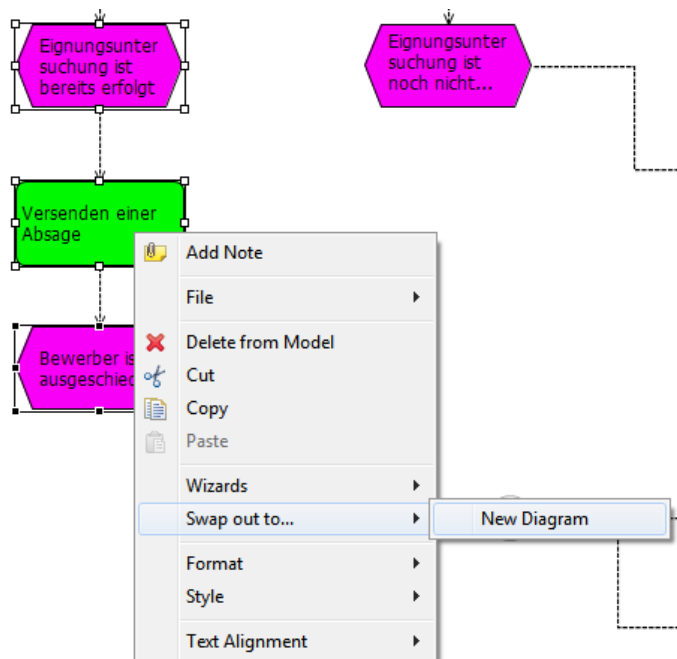 Eignungsunter
suchung ist
bereits erfolgt
Eignungsunter
suchung ist
noch nicht...
Versenden einer
Absage
Bewerber is
ausgeschied
Add Note
File
Delete from Model
Cut
Copy
Paste
Wizards
Swap out to...
New Diagram
Format
Style
Text Alignment